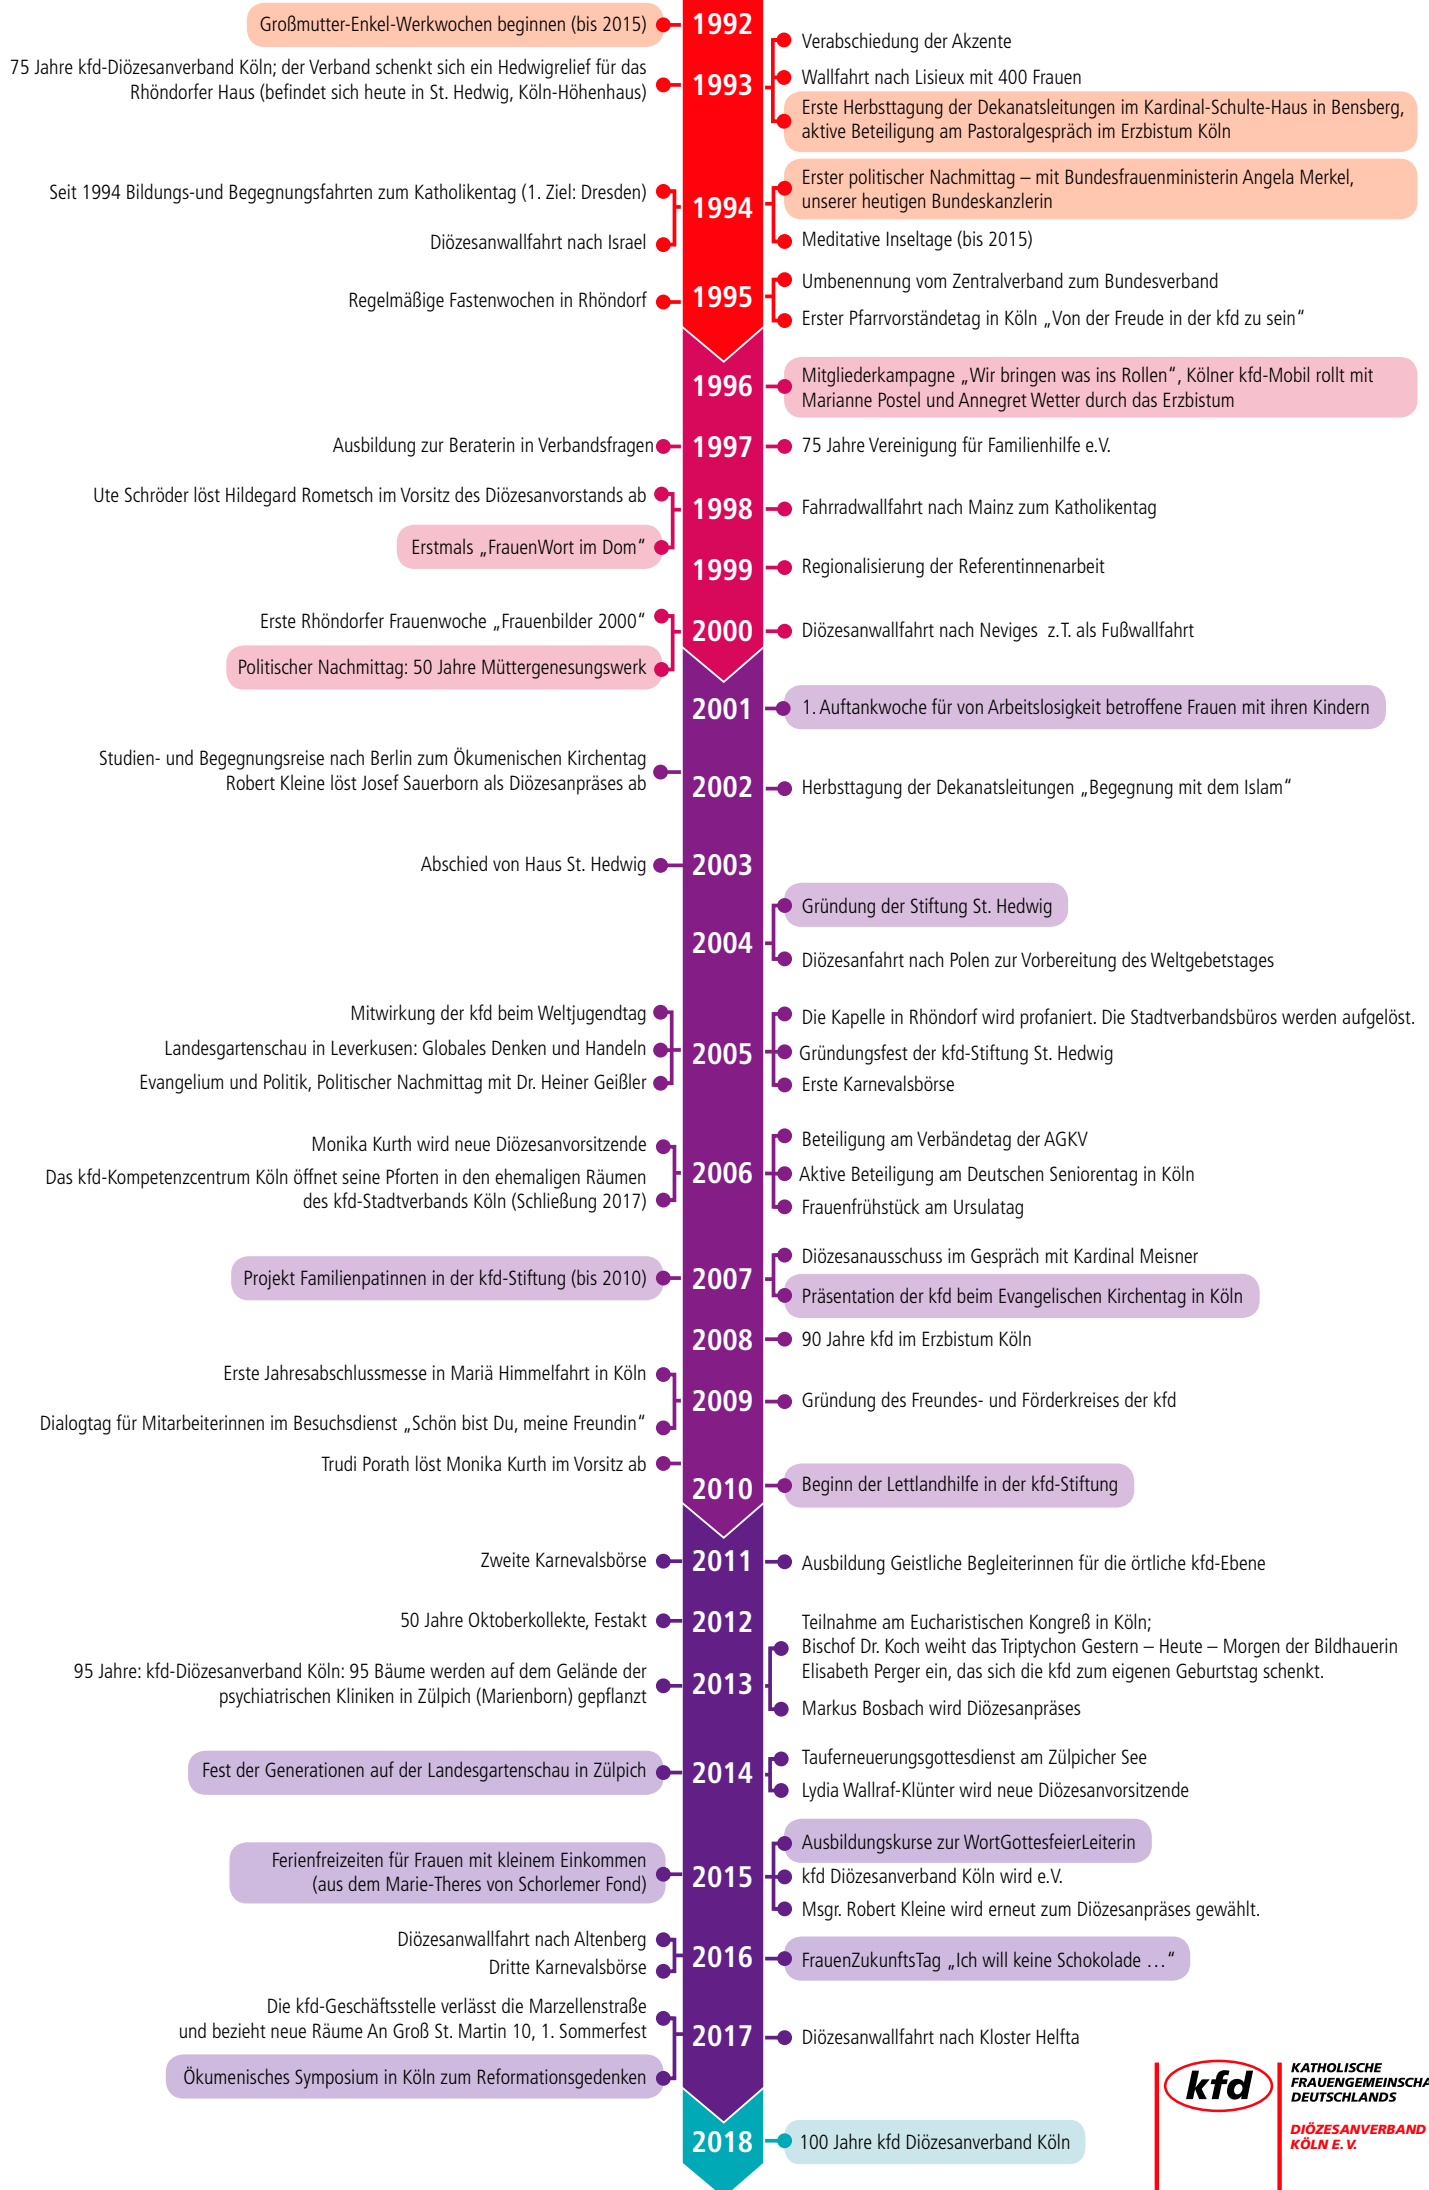 1992
Großmutter-Enkel-Werkwochen beginnen (bis 2015)
1993
75 Jahre kfd-Diözesanverband Köln; der Verband schenkt sich ein Hedwigrelief für das
Rhöndorfer Haus (befindet sich heute in St. Hedwig, Köln-Höhenhaus)
Verabschiedung der Akzente
Wallfahrt nach Lisieux mit 400 Frauen
Erste Herbsttagung der Dekanatsleitungen im Kardinal-Schulte-Haus in Bensberg,
aktive Beteiligung am Pastoralgespräch im Erzbistum Köln
1994
Seit 1994 Bildungs-und Begegnungsfahrten zum Katholikentag (1. Ziel: Dresden)
Diözesanwallfahrt nach Israel
Erster politischer Nachmittag – mit Bundesfrauenministerin Angela Merkel,
unserer heutigen Bundeskanzlerin
Meditative Inseltage (bis 2015)
1995
Regelmäßige Fastenwochen in Rhöndorf
Umbenennung vom Zentralverband zum Bundesverband
Erster Pfarrvorständetag in Köln „Von der Freude in der kfd zu sein“
1996
Mitgliederkampagne „Wir bringen was ins Rollen“, Kölner kfd-Mobil rollt mit
Marianne Postel und Annegret Wetter durch das Erzbistum
1997
Ausbildung zur Beraterin in Verbandsfragen
75 Jahre Vereinigung für Familienhilfe e.V.
1998
Ute Schröder löst Hildegard Rometsch im Vorsitz des Diözesanvorstands ab
Erstmals „FrauenWort im Dom“
Fahrradwallfahrt nach Mainz zum Katholikentag
1999
Regionalisierung der Referentinnenarbeit
2000
Erste Rhöndorfer Frauenwoche „Frauenbilder 2000“
Politischer Nachmittag: 50 Jahre Müttergenesungswerk
Diözesanwallfahrt nach Neviges z.T. als Fußwallfahrt
2001
1. Auftankwoche für von Arbeitslosigkeit betroffene Frauen mit ihren Kindern
2002
Studien- und Begegnungsreise nach Berlin zum Ökumenischen Kirchentag
Robert Kleine löst Josef Sauerborn als Diözesanpräses ab
Herbsttagung der Dekanatsleitungen „Begegnung mit dem Islam“
2003
Abschied von Haus St. Hedwig
2004
Gründung der Stiftung St. Hedwig
Diözesanfahrt nach Polen zur Vorbereitung des Weltgebetstages
2005
Mitwirkung der kfd beim Weltjugendtag
Landesgartenschau in Leverkusen: Globales Denken und Handeln
Evangelium und Politik, Politischer Nachmittag mit Dr. Heiner Geißler
Die Kapelle in Rhöndorf wird profaniert. Die Stadtverbandsbüros werden aufgelöst.
Gründungsfest der kfd-Stiftung St. Hedwig
Erste Karnevalsbörse
2006
Monika Kurth wird neue Diözesanvorsitzende
Das kfd-Kompetenzcentrum Köln öffnet seine Pforten in den ehemaligen Räumen
des kfd-Stadtverbands Köln (Schließung 2017)
Beteiligung am Verbändetag der AGKV
Aktive Beteiligung am Deutschen Seniorentag in Köln
Frauenfrühstück am Ursulatag
2007
Projekt Familienpatinnen in der kfd-Stiftung (bis 2010)
Diözesanausschuss im Gespräch mit Kardinal Meisner
Präsentation der kfd beim Evangelischen Kirchentag in Köln
2008
90 Jahre kfd im Erzbistum Köln
2009
Erste Jahresabschlussmesse in Mariä Himmelfahrt in Köln
Dialogtag für Mitarbeiterinnen im Besuchsdienst „Schön bist Du, meine Freundin“
Gründung des Freundes- und Förderkreises der kfd
2010
Trudi Porath löst Monika Kurth im Vorsitz ab
Beginn der Lettlandhilfe in der kfd-Stiftung
2011
Zweite Karnevalsbörse
Ausbildung Geistliche Begleiterinnen für die örtliche kfd-Ebene
2012
50 Jahre Oktoberkollekte, Festakt
2013
95 Jahre: kfd-Diözesanverband Köln: 95 Bäume werden auf dem Gelände der
psychiatrischen Kliniken in Zülpich (Marienborn) gepflanzt
Teilnahme am Eucharistischen Kongreß in Köln;
Bischof Dr. Koch weiht das Triptychon Gestern – Heute – Morgen der Bildhauerin
Elisabeth Perger ein, das sich die kfd zum eigenen Geburtstag schenkt.
Markus Bosbach wird Diözesanpräses
2014
Fest der Generationen auf der Landesgartenschau in Zülpich
Tauferneuerungsgottesdienst am Zülpicher See
Lydia Wallraf-Klünter wird neue Diözesanvorsitzende
2015
Ferienfreizeiten für Frauen mit kleinem Einkommen
(aus dem Marie-Theres von Schorlemer Fond)
Ausbildungskurse zur WortGottesfeierLeiterin
kfd Diözesanverband Köln wird e.V.
Msgr. Robert Kleine wird erneut zum Diözesanpräses gewählt.
2016
Diözesanwallfahrt nach Altenberg
Dritte Karnevalsbörse
FrauenZukunftsTag „Ich will keine Schokolade …“
2017
Die kfd-Geschäftsstelle verlässt die Marzellenstraße
und bezieht neue Räume An Groß St. Martin 10, 1. Sommerfest
Ökumenisches Symposium in Köln zum Reformationsgedenken
Diözesanwallfahrt nach Kloster Helfta
2018
100 Jahre kfd Diözesanverband Köln
kfd
KATHOLISCHE
FRAUENGEMEINSCHA
DEUTSCHLANDS
DIÖZESANVERBAND
KÖLN E. V.